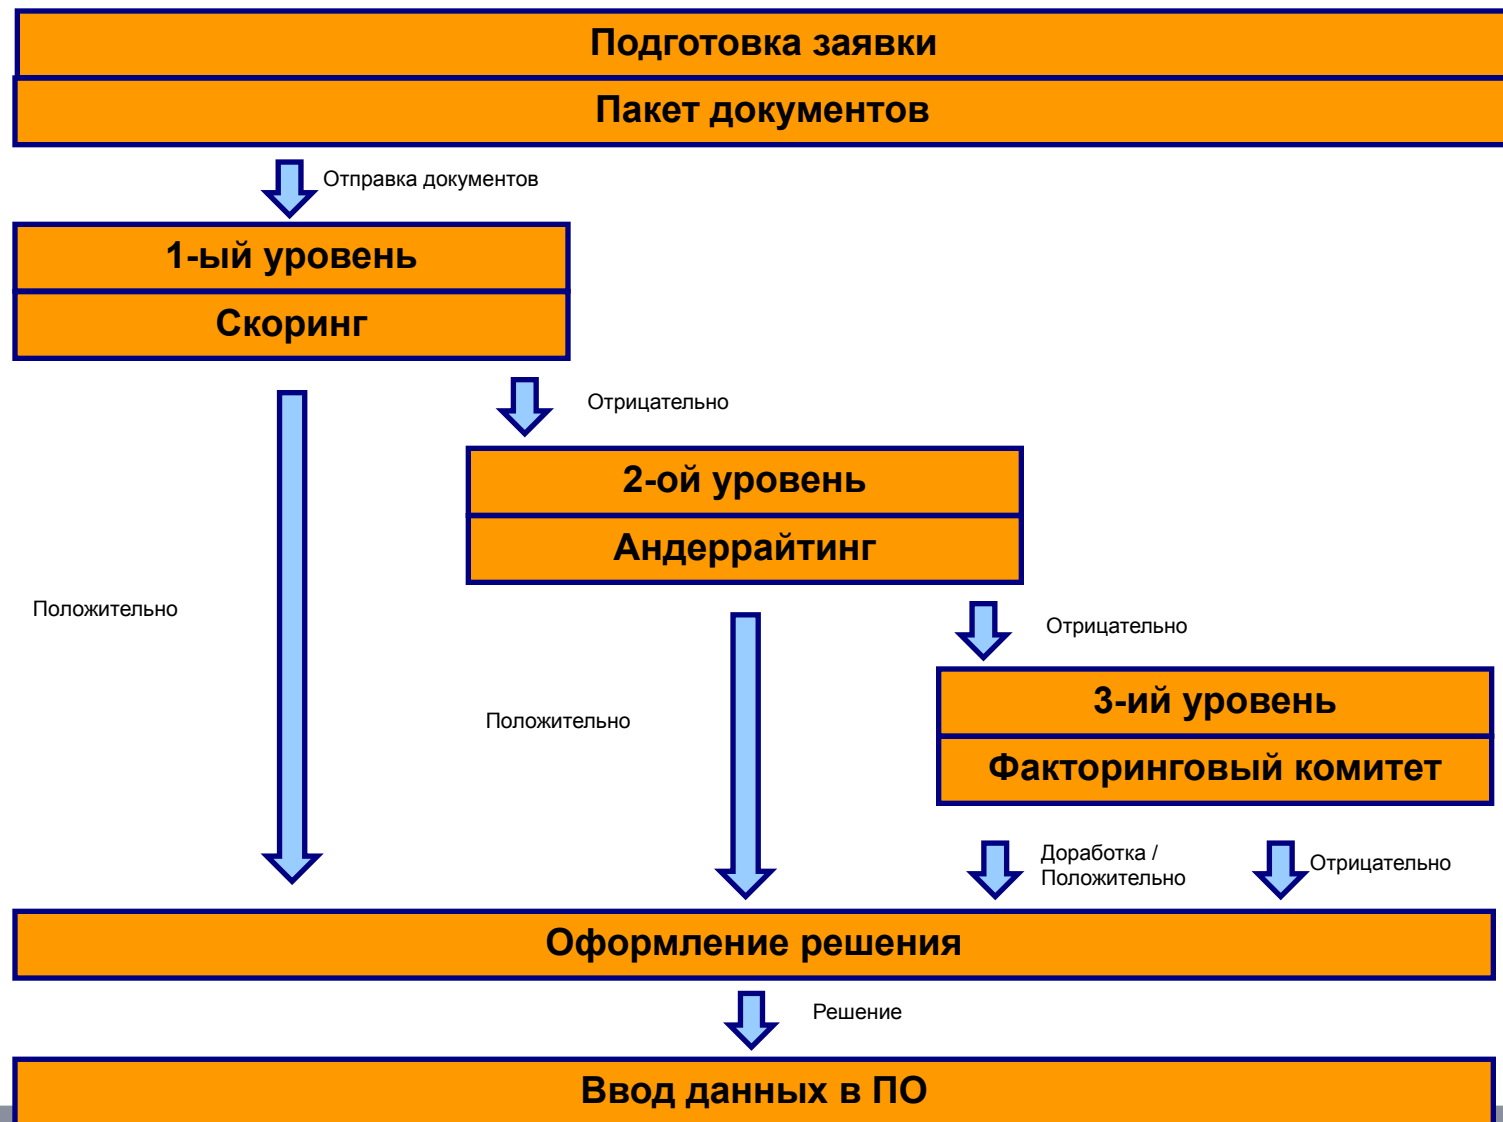 Подготовка заявки
Пакет документов
Отправка документов
1-ый уровень
Скоринг
Отрицательно
2-ой уровень
Андеррайтинг
Положительно
Отрицательно
3-ий уровень
Положительно
Факторинговый комитет
Доработка /
Положительно
Отрицательно
Оформление решения
Решение
Ввод данных в ПО